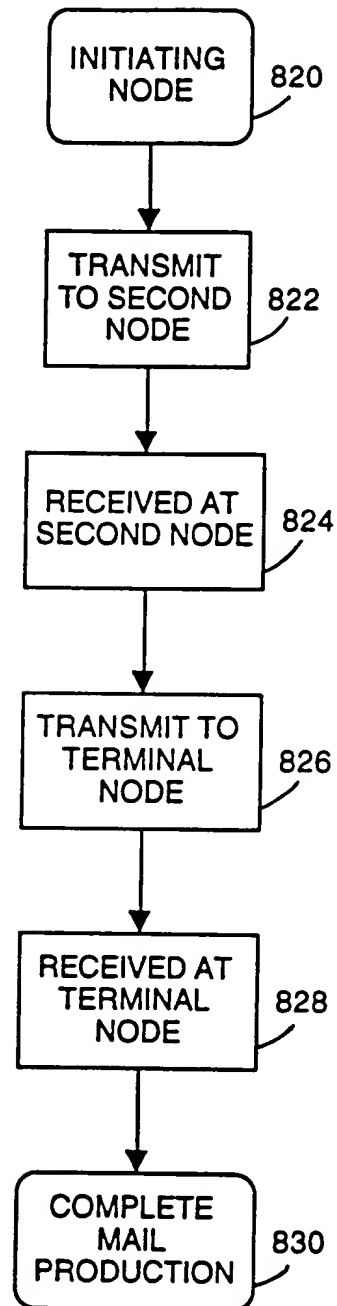 INITIATING
NODE
820
TRANSMIT
TO SECOND
NODE
822
RECEIVED AT
SECOND NODE
824
TRANSMIT TO
TERMINAL
NODE
826
RECEIVED AT
TERMINAL
NODE
828
COMPLETE
MAIL
PRODUCTION
830